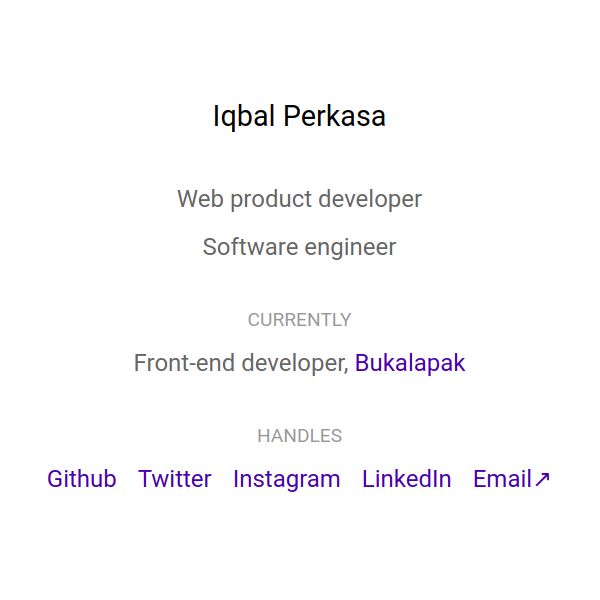 Iqbal Perkasa
Web product developer
Software engineer
CURRENTLY
Front-end developer, Bukalapak
HANDLES
Github Twitter Instagram LinkedIn Email↗